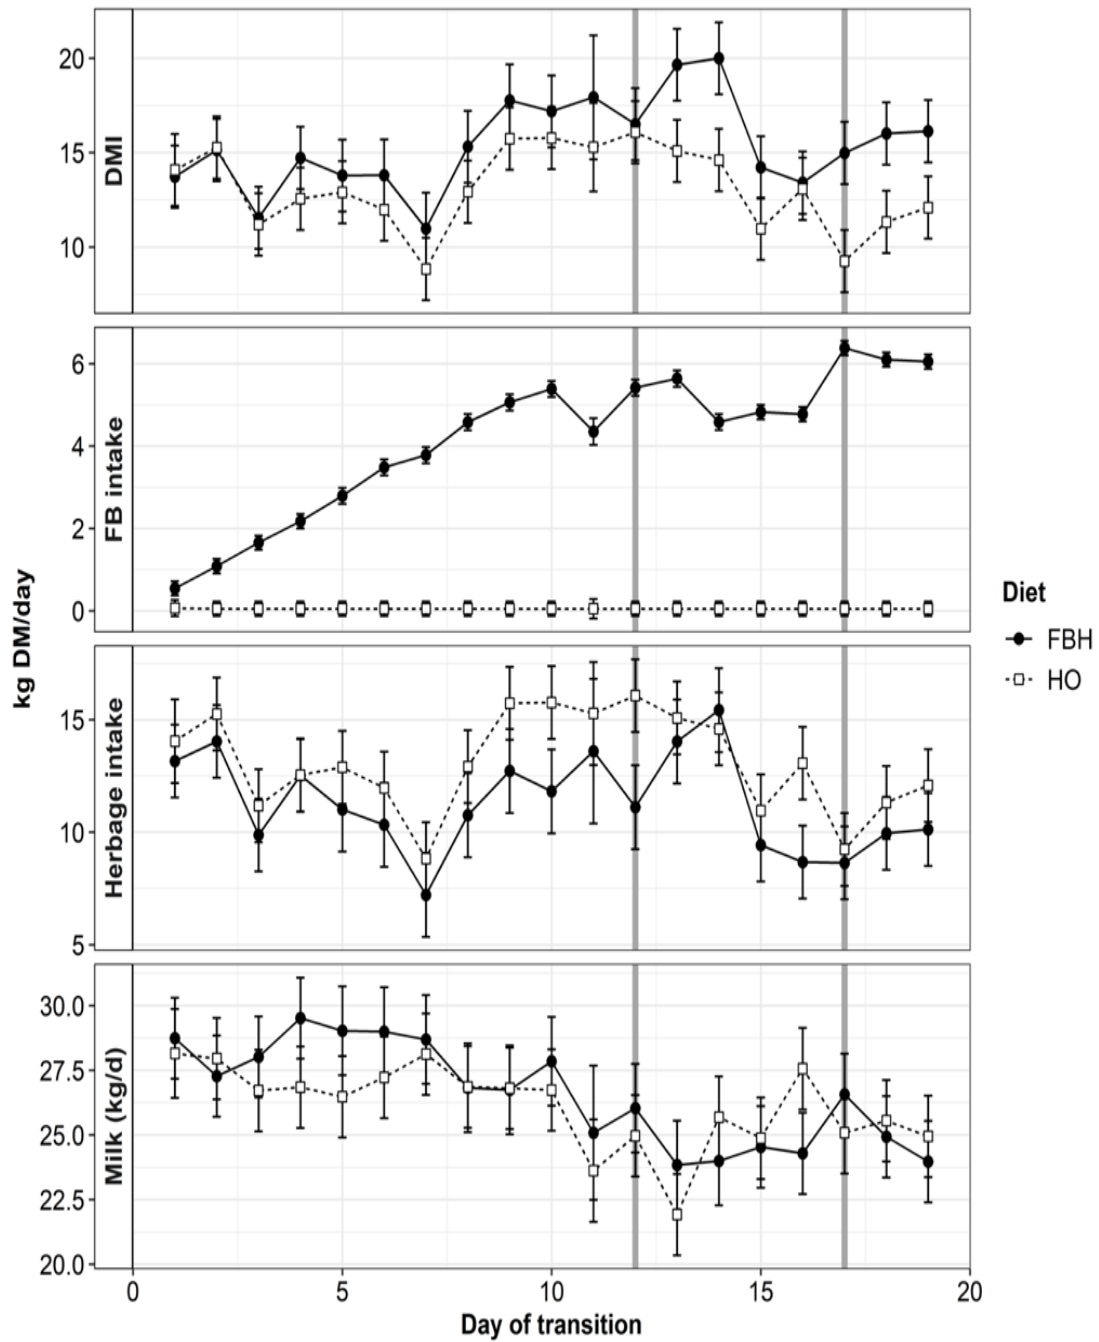 DMI
20
15
10
FB intake
6
4
2
0
Herbage intake
15
10
5
Milk (kg/d)
30.0
27.5
25.0
22.5
20.0
kg DM/day
0 5 10 15 20
Day of transition
Diet
FBH
HO